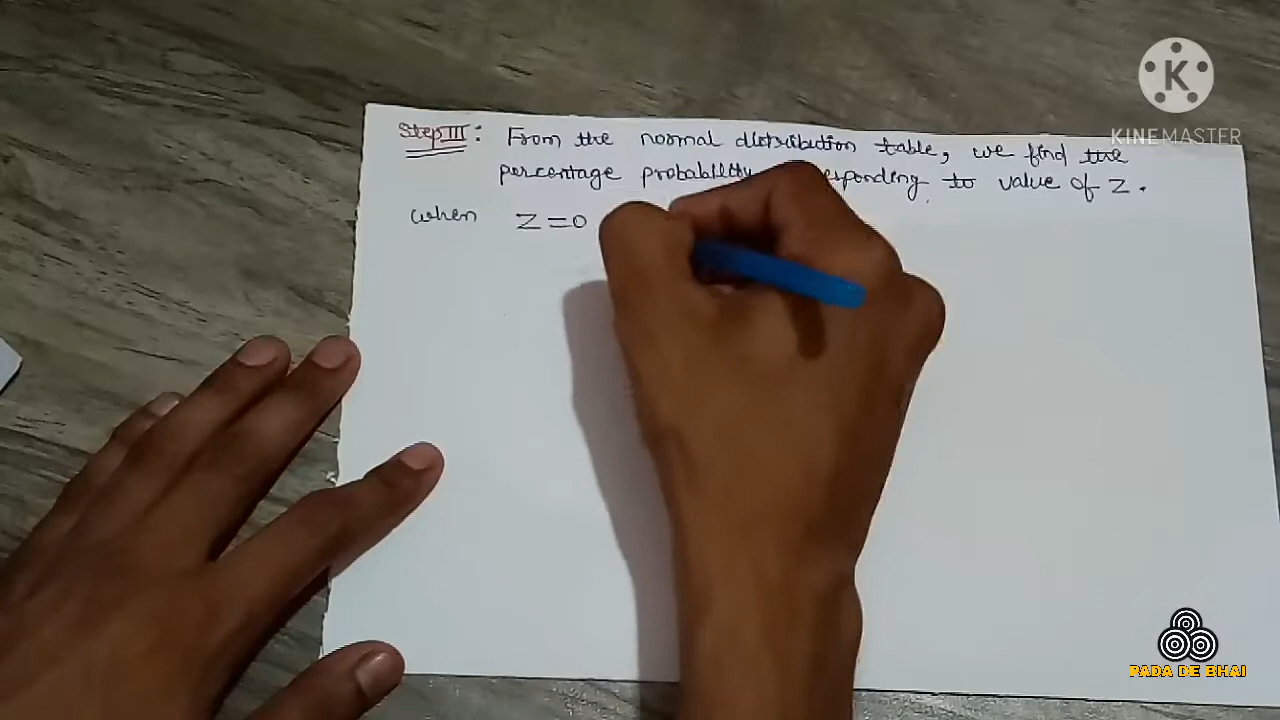 K
KINEMASTER
Step III: From the normal distribution table, we find the
percentage probability to value of Z.
when Z=0
PADA DE BHAI